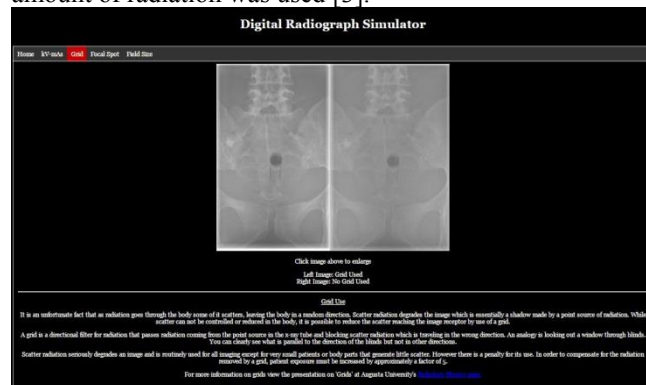 amount of radiation was used [3].
Digital Radiograph Simulator
Home kV-mAs Grid Focal Spot Field Size
Click image above to enlarge
Left Image: Grid Used
Right Image: No Grid Used
Grid Use
It is an unfortunate fact that as radiation goes through the body some of it scatters, leaving the body in a random direction. Scatter radiation degrades the image which is essentially a shadow made by a point source of radiation. While
scatter can not be controlled or reduced in the body, it is possible to reduce the scatter reaching the image receptor by use of a grid.
A grid is a directional filter for radiation that passes radiation coming from the point source in the x-ray tube and blocking scatter radiation which is traveling in the wrong direction. An analogy is looking out a window through blinds.
You can clearly see what is parallel to the direction of the blinds but not in other directions.
Scatter radiation seriously degrades an image and is routinely used for all imaging except for very small patients or body parts that generate little scatter. However there is a penalty for its use. In order to compensate for the radiation
removed by a grid, patient exposure must be increased by approximately a factor of 5.
For more information on grids view the presentation on 'Grids' at Augusta University's